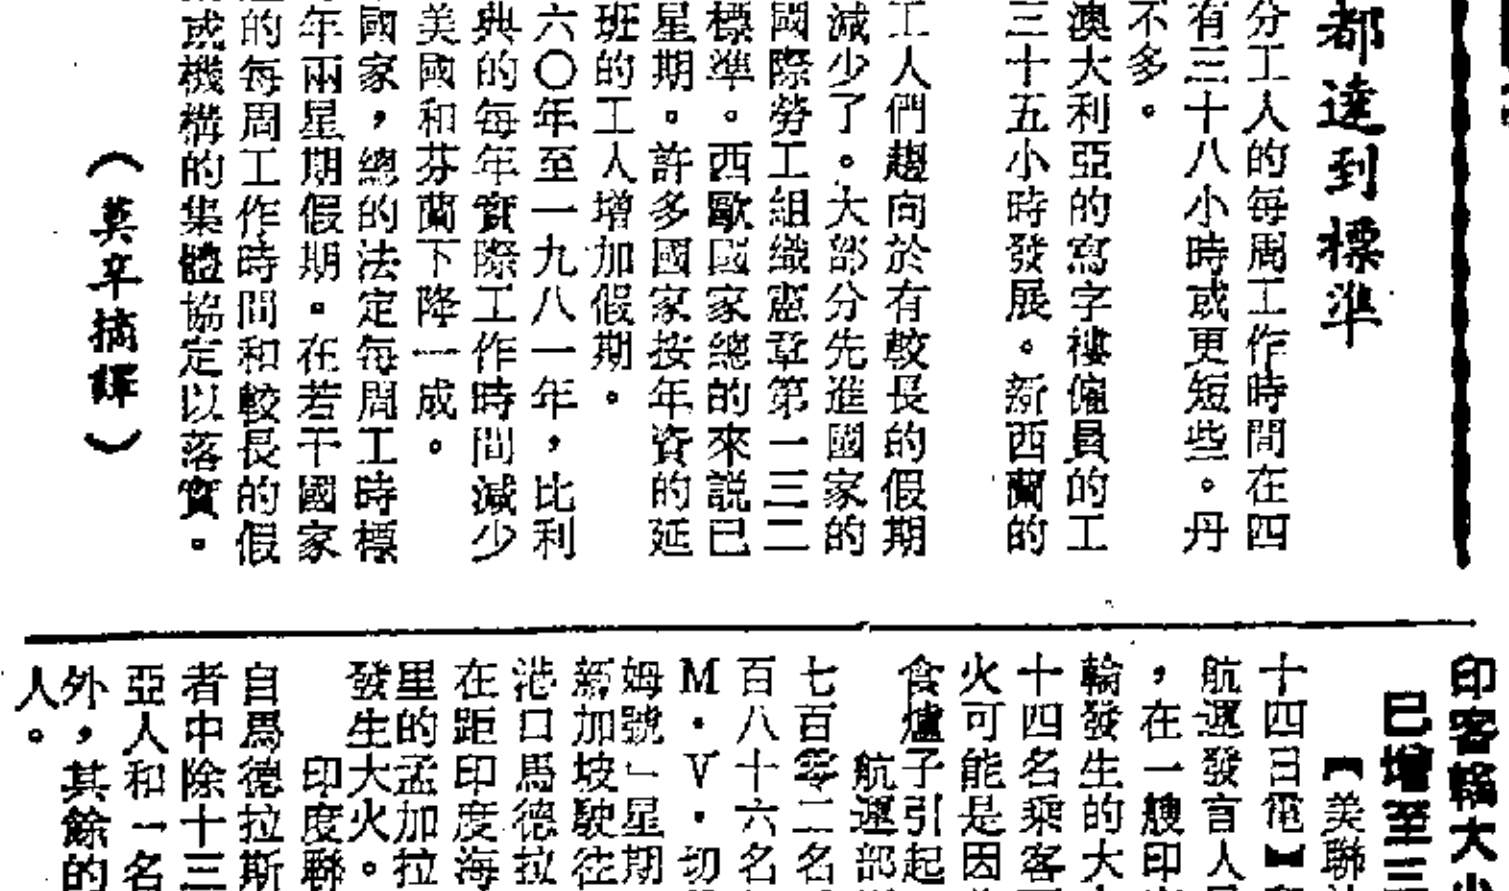 都達到標準
分工人的每周工作時間在四
有三十八小時或更短些。丹
不多。
澳大利亞的寫字樓僱員的工
三十五小時發展。新西蘭的
工人們趨向於有較長的假期
減少了。大部分先進國家的
國際勞工組織憲章第一三二
標準。西歐國家總的來説已
星期。許多國家按年資的延
班的工人增加假期。
六〇年至一九八一年，比利
典的每年實際工作時間減少
美國和芬蘭下降一成。
國家，總的法定每周工時標
年兩星期假期。在若干國家
的每周工作時間和較長的假
或機構的集體協定以落實。
（莫辛摘譯）
印客輪大火
已增至三
【美聯
十四日電】
航運發言人
，在一艘印
輪發生的大
十四名乘客
火可能是因
食爐子引起
航運部
七百零二名
百八十六名
M·V·切
姆號」星期
新加坡駛往
港口馬德拉
在距印度海
里的孟加拉
發生大火。
印度聯
自馬德拉斯
者中除十三
亞人和一名
外，其餘的
人。